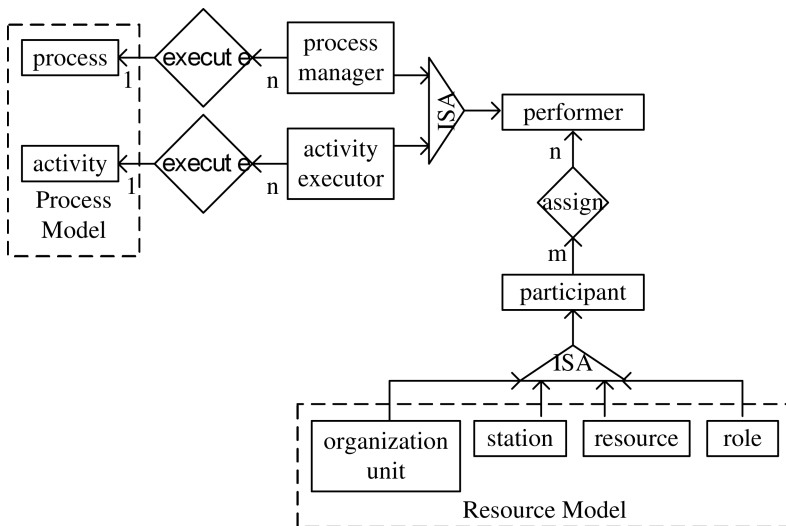 process
execut e
process
manager
1
n
ISA
performer
activity
execut e
activity
executor
1
n
n
Process
Model
assign
m
participant
ISA
organization
unit
station
resource
role
Resource Model